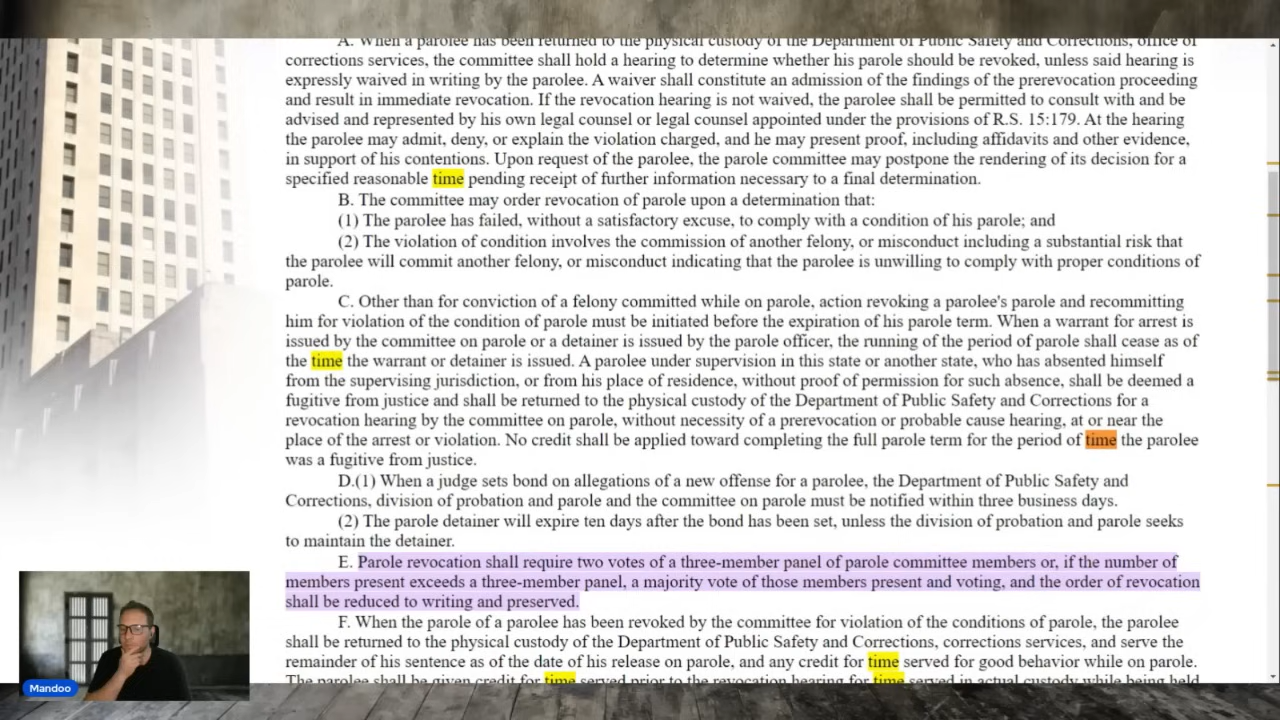 A. When a parolee has been returned to the physical custody of the Department of Public Safety and Corrections, office of
corrections services, the committee shall hold a hearing to determine whether his parole should be revoked, unless said hearing is
expressly waived in writing by the parolee. A waiver shall constitute an admission of the findings of the prerevocation proceeding
and result in immediate revocation. If the revocation hearing is not waived, the parolee shall be permitted to consult with and be
advised and represented by his own legal counsel or legal counsel appointed under the provisions of R.S. 15:179. At the hearing
the parolee may admit, deny, or explain the violation charged, and he may present proof, including affidavits and other evidence,
in support of his contentions. Upon request of the parolee, the parole committee may postpone the rendering of its decision for a
specified reasonable time pending receipt of further information necessary to a final determination.
B. The committee may order revocation of parole upon a determination that:
(1) The parolee has failed, without a satisfactory excuse, to comply with a condition of his parole; and
(2) The violation of condition involves the commission of another felony, or misconduct including a substantial risk that
the parolee will commit another felony, or misconduct indicating that the parolee is unwilling to comply with proper conditions of
parole.
C. Other than for conviction of a felony committed while on parole, action revoking a parolee's parole and recommitting
him for violation of the condition of parole must be initiated before the expiration of his parole term. When a warrant for arrest is
issued by the committee on parole or a detainer is issued by the parole officer, the running of the period of parole shall cease as of
the time the warrant or detainer is issued. A parolee under supervision in this state or another state, who has absented himself
from the supervising jurisdiction, or from his place of residence, without proof of permission for such absence, shall be deemed a
fugitive from justice and shall be returned to the physical custody of the Department of Public Safety and Corrections for a
revocation hearing by the committee on parole, without necessity of a prerevocation or probable cause hearing, at or near the
place of the arrest or violation. No credit shall be applied toward completing the full parole term for the period of time the parolee
was a fugitive from justice.
D.(1) When a judge sets bond on allegations of a new offense for a parolee, the Department of Public Safety and
Corrections, division of probation and parole and the committee on parole must be notified within three business days.
(2) The parole detainer will expire ten days after the bond has been set, unless the division of probation and parole seeks
to maintain the detainer.
E. Parole revocation shall require two votes of a three-member panel of parole committee members or, if the number of
members present exceeds a three-member panel, a majority vote of those members present and voting, and the order of revocation
shall be reduced to writing and preserved.
F. When the parole of a parolee has been revoked by the committee for violation of the conditions of parole, the parolee
shall be returned to the physical custody of the Department of Public Safety and Corrections, corrections services, and serve the
remainder of his sentence as of the date of his release on parole, and any credit for time served for good behavior while on parole.
The parolee shall be given credit for time served prior to the revocation hearing for time served in actual custody while being held
Mandoo